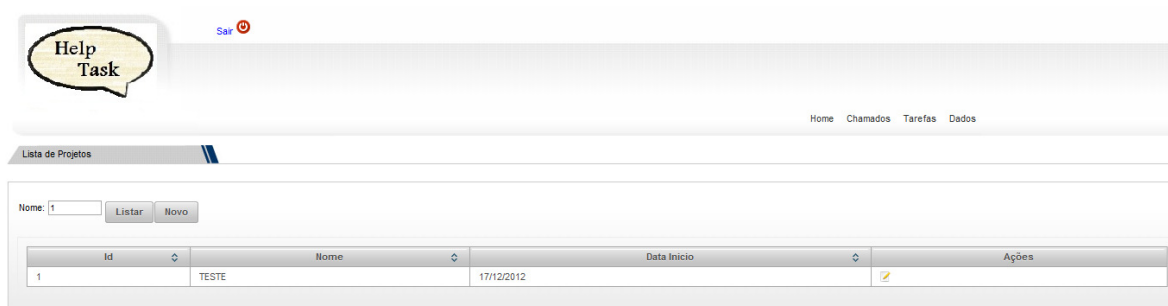 Help
Task
Sair
Home Chamados Tarefas Dados
Lista de Projetos
Nome: 1 Listar Novo
Id Nome Data Inicio Ações
1 TESTE 17/12/2012